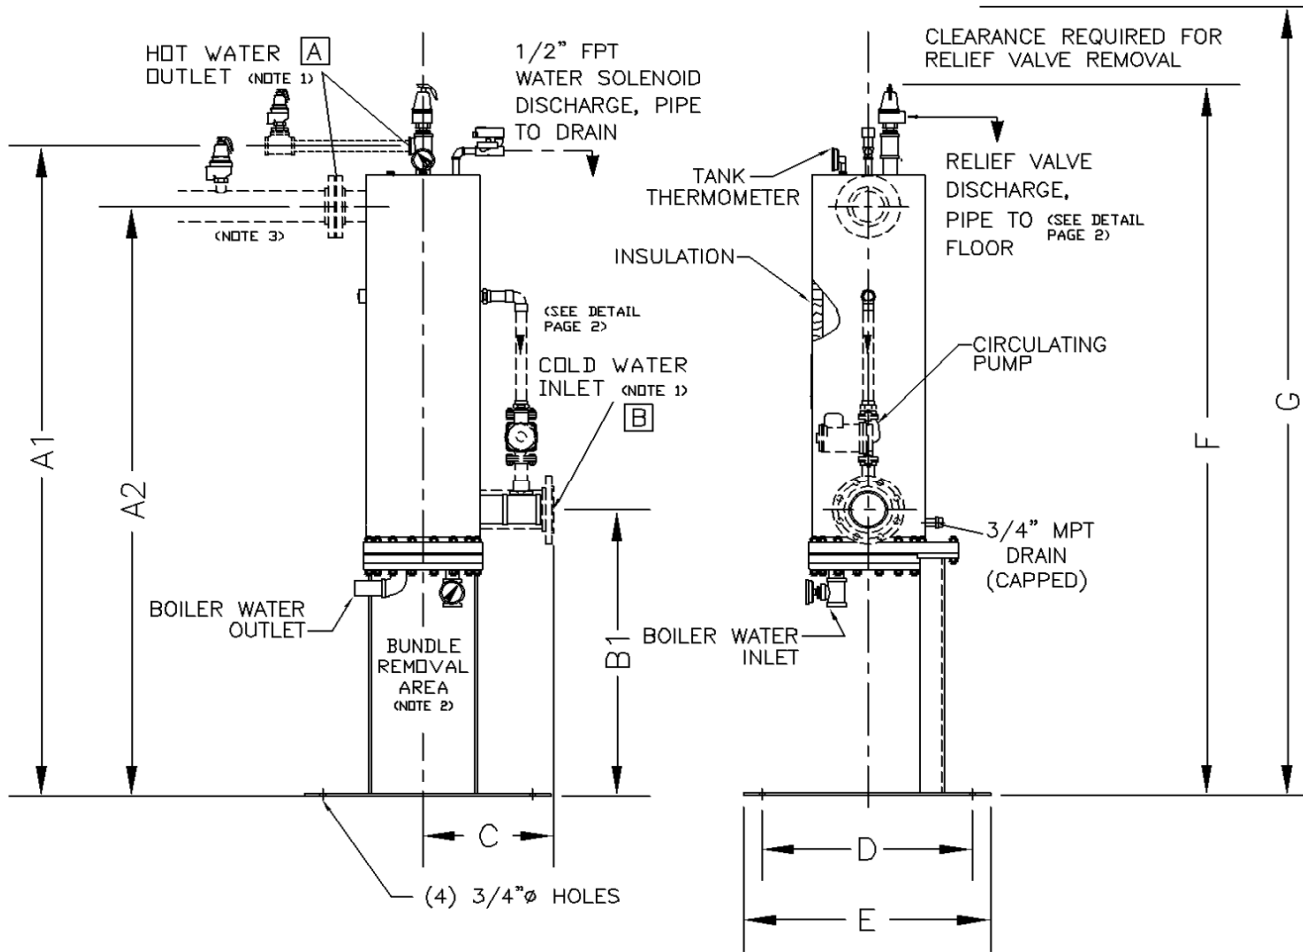 HOT WATER A
OUTLET (NOTE 1)
1/2" FPT
WATER SOLENOID
DISCHARGE, PIPE
TO DRAIN
CLEARANCE REQUIRED FOR
RELIEF VALVE REMOVAL
TANK
THERMOMETER
RELIEF VALVE
DISCHARGE,
PIPE TO (SEE DETAIL
PAGE 2)
FLOOR
(NOTE 3)
INSULATION
(SEE DETAIL
PAGE 2)
COLD WATER
INLET (NOTE 1)
B
CIRCULATING
PUMP
A1
A2
G
F
3/4" MPT
DRAIN
(CAPPED)
BOILER WATER
OUTLET
BUNDLE
REMOVAL
AREA
(NOTE 2)
B1
BOILER WATER
INLET
C
D
(4) 3/4"ø HOLES
E